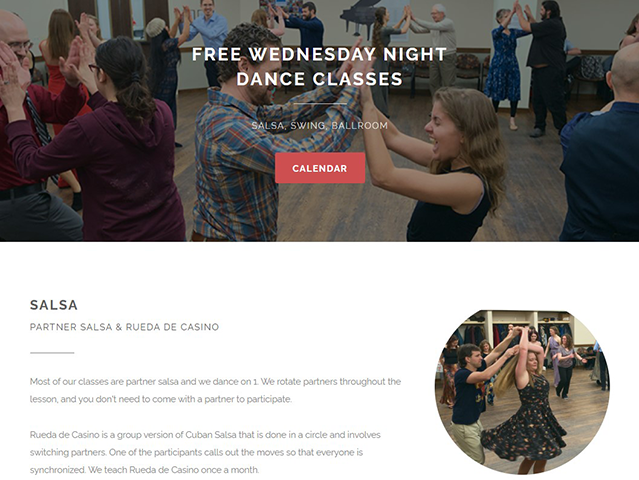 FREE WEDNESDAY NIGHT
DANCE CLASSES
SALSA, SWING, BALLROOM
CALENDAR
SALSA
PARTNER SALSA & RUEDA DE CASINO
Most of our classes are partner salsa and we dance on 1. We rotate partners throughout the
lesson, and you don't need to come with a partner to participate.
Rueda de Casino is a group version of Cuban Salsa that is done in a circle and involves
switching partners. One of the participants calls out the moves so that everyone is
synchronized. We teach Rueda de Casino once a month.